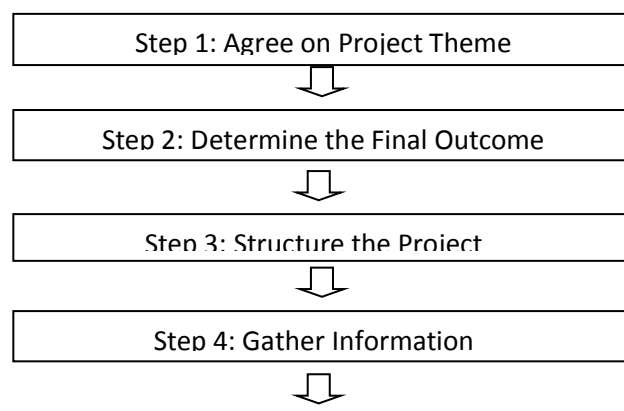 Step 1: Agree on Project Theme
Step 2: Determine the Final Outcome
Step 3: Structure the Project
Step 4: Gather Information